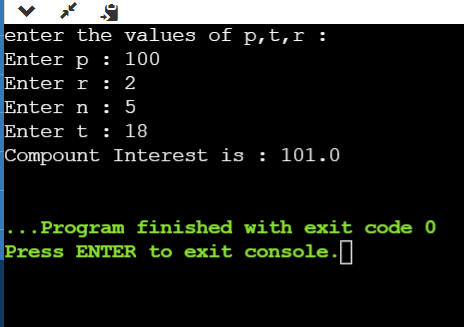 enter the values of p,t,r :
Enter p : 100
Enter r : 2
Enter n : 5
Enter t : 18
Compount Interest is : 101.0
...Program finished with exit code 0
Press ENTER to exit console.